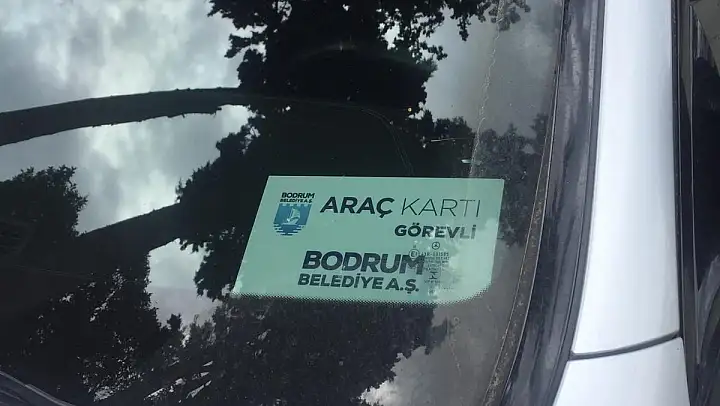 BODRUM
BELEDİYE A.Ş.
ARAÇ KARTI
GÖREVLİ
BODRUM
BELEDİYE A.Ş.